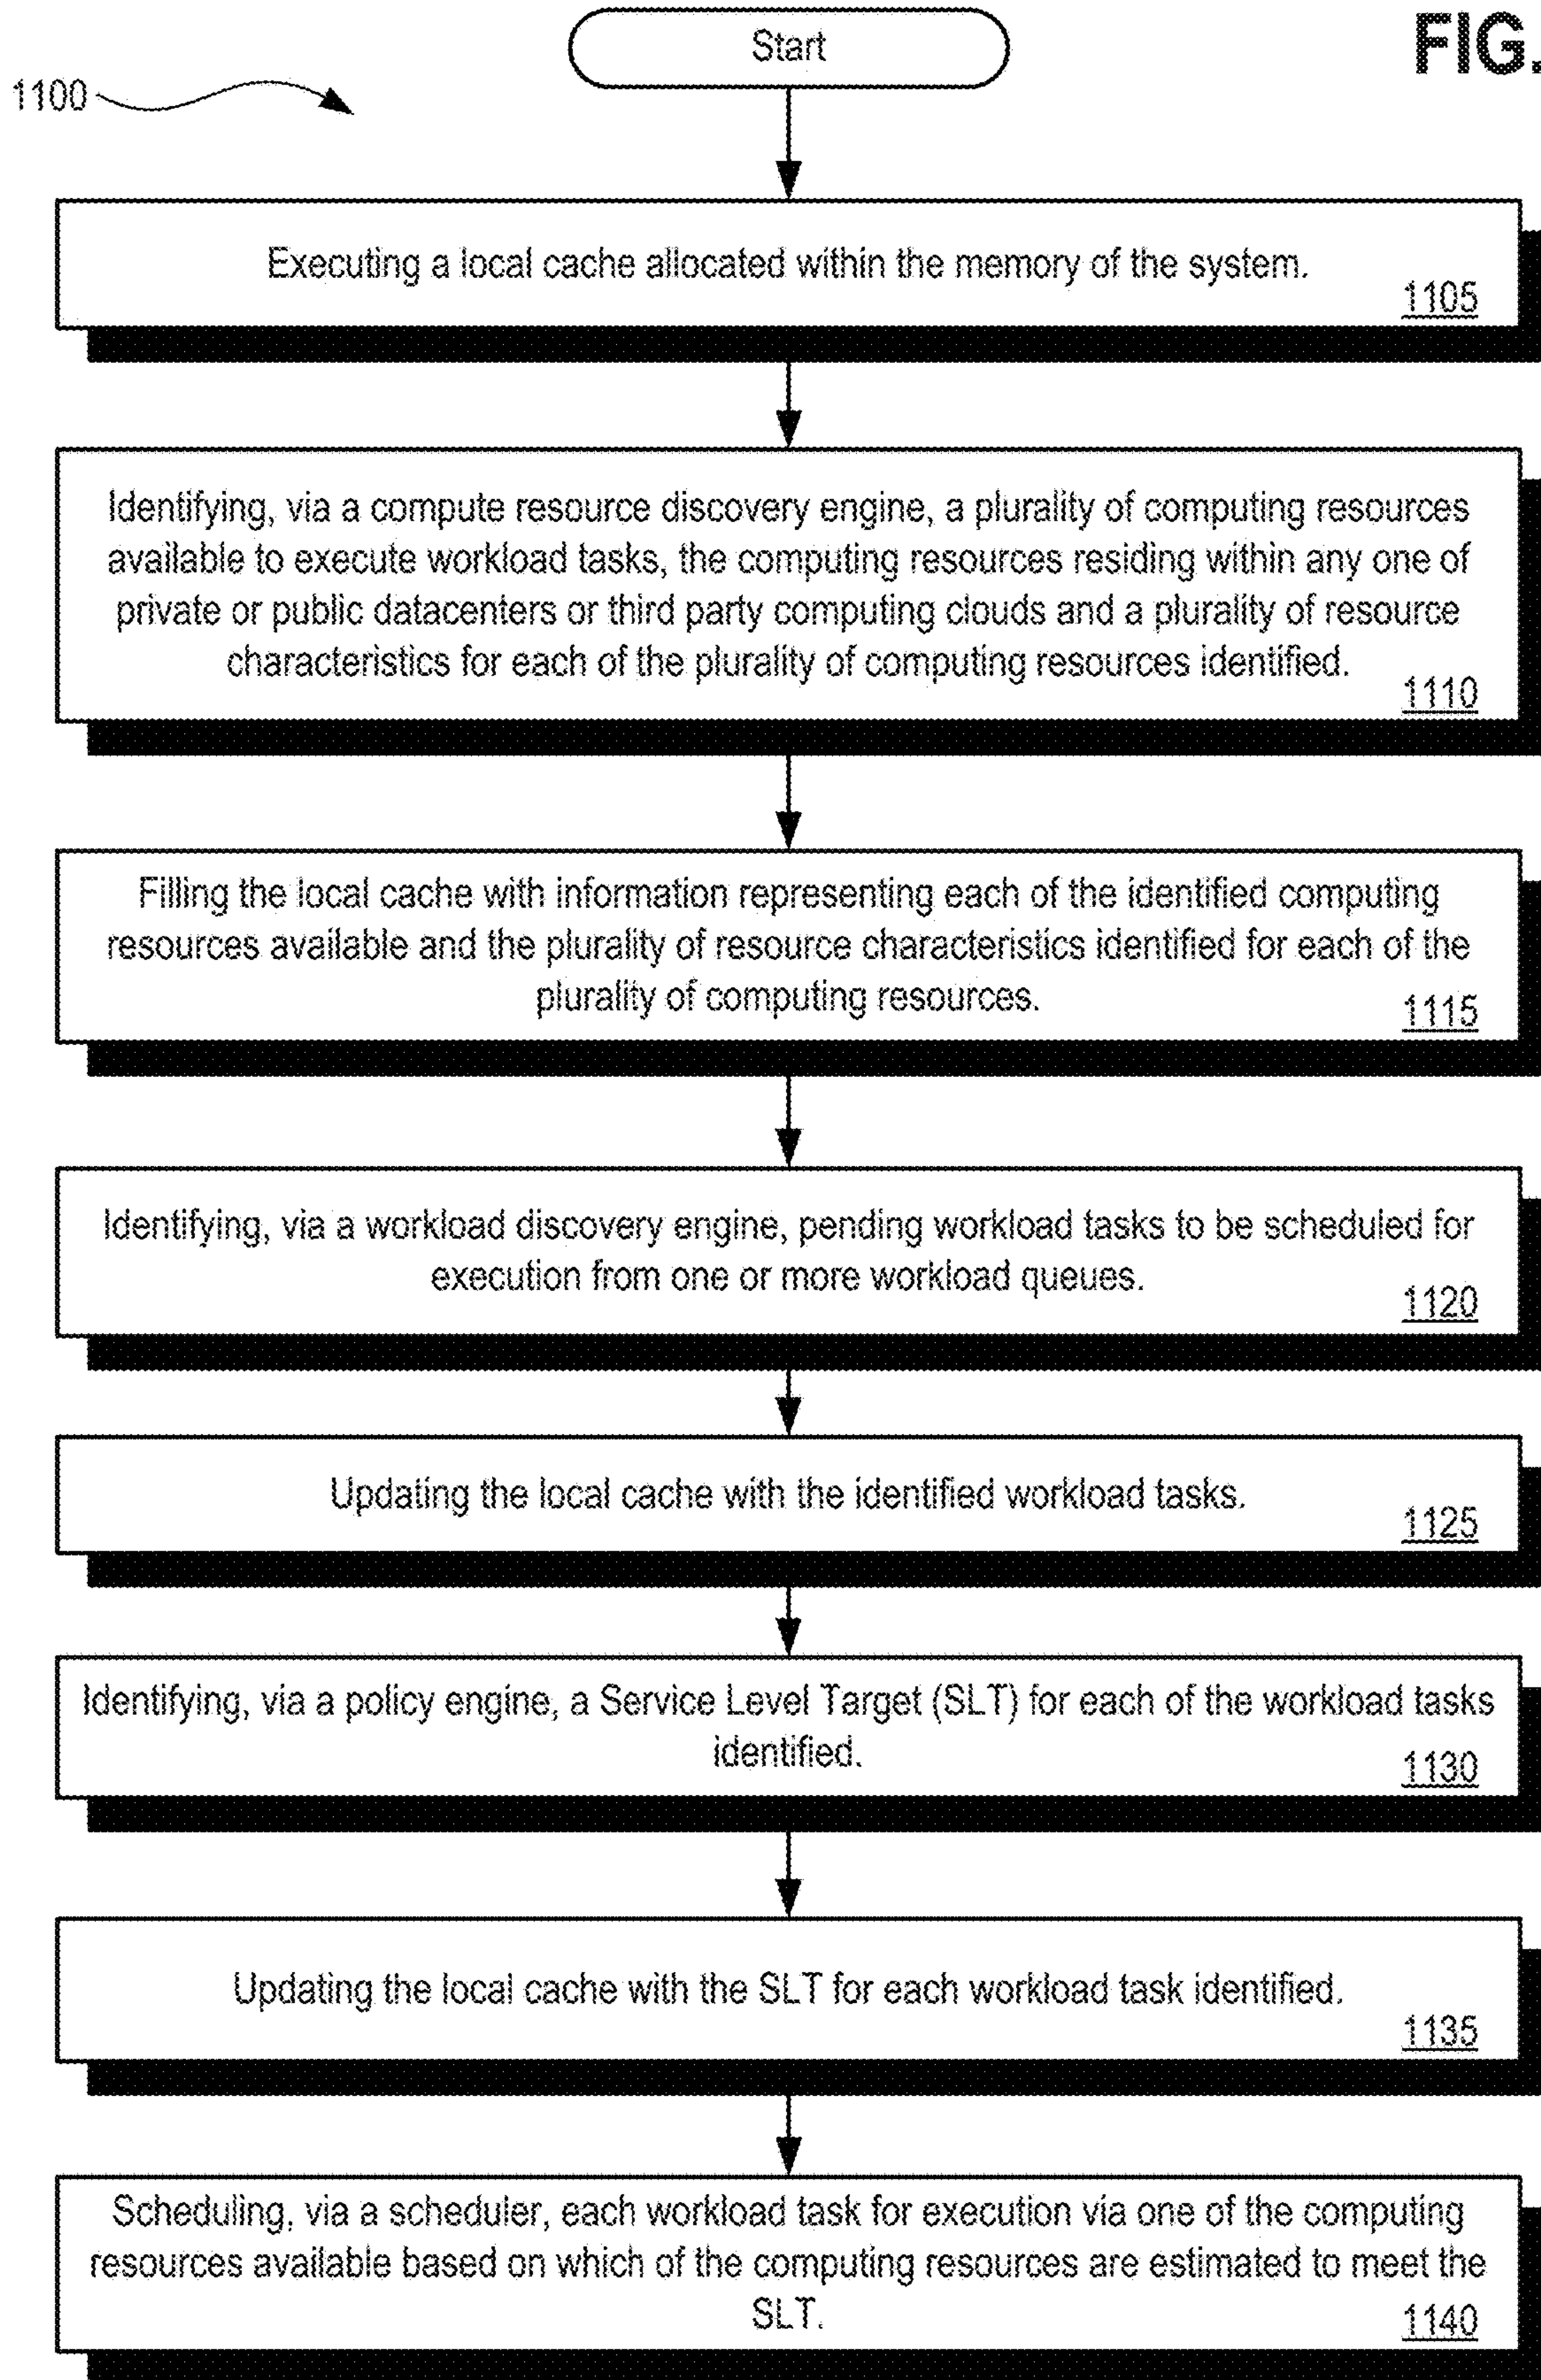 Start
FIG.
1100
Executing a local cache allocated within the memory of the system.
1105
Identifying, via a compute resource discovery engine, a plurality of computing resources
available to execute workload tasks, the computing resources residing within any one of
private or public datacenters or third party computing clouds and a plurality of resource
characteristics for each of the plurality of computing resources identified.
1110
Filling the local cache with information representing each of the identified computing
resources available and the plurality of resource characteristics identified for each of the
plurality of computing resources.
1115
Identifying, via a workload discovery engine, pending workload tasks to be scheduled for
execution from one or more workload queues.
1120
Updating the local cache with the identified workload tasks.
1125
Identifying, via a policy engine, a Service Level Target (SLT) for each of the workload tasks
identified.
1130
Updating the local cache with the SLT for each workload task identified.
1135
Scheduling, via a scheduler, each workload task for execution via one of the computing
resources available based on which of the computing resources are estimated to meet the
SLT.
1140